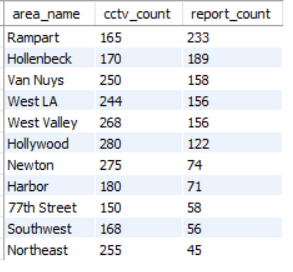 area_name cctv_count report_count
Rampart 165 233
Hollenbeck 170 189
Van Nuys 250 158
West LA 244 156
West Valley 268 156
Hollywood 280 122
Newton 275 74
Harbor 180 71
77th Street 150 58
Southwest 168 56
Northeast 255 45